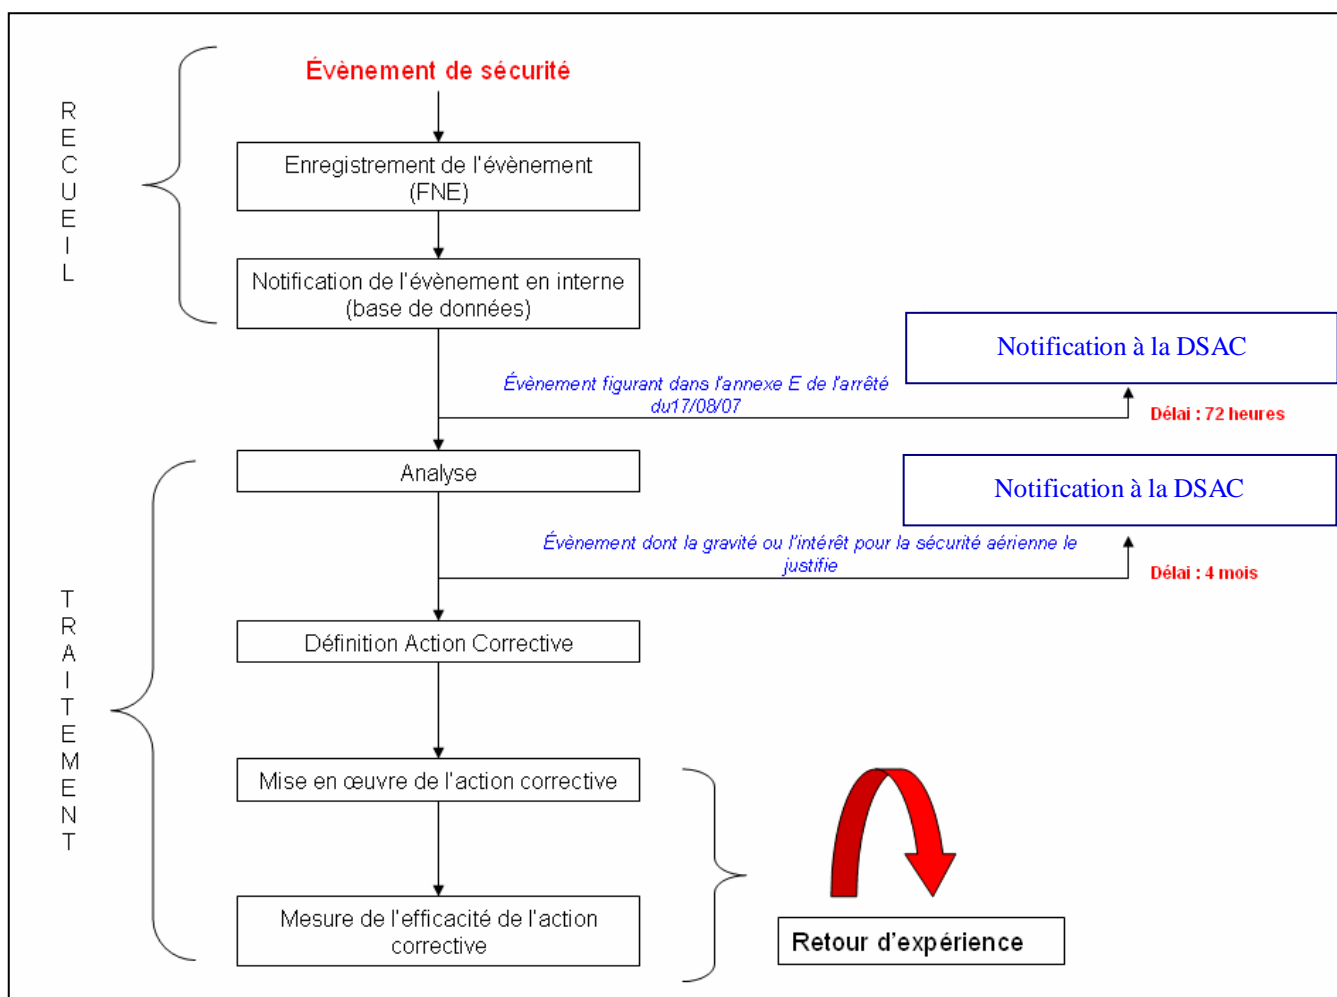 RECUEIL
Évènement de sécurité
Enregistrement de l'évènement
(FNE)
Notification de l'évènement en interne
(base de données)
Notification à la DSAC
Évènement figurant dans l'annexe E de l'arrêté
du17/08/07
Délai : 72 heures
TRAITEMENT
Analyse
Notification à la DSAC
Évènement dont la gravité ou l'intérêt pour la sécurité aérienne le
justifie
Délai : 4 mois
Définition Action Corrective
Mise en œuvre de l'action corrective
Mesure de l'efficacité de l'action
corrective
Retour d'expérience